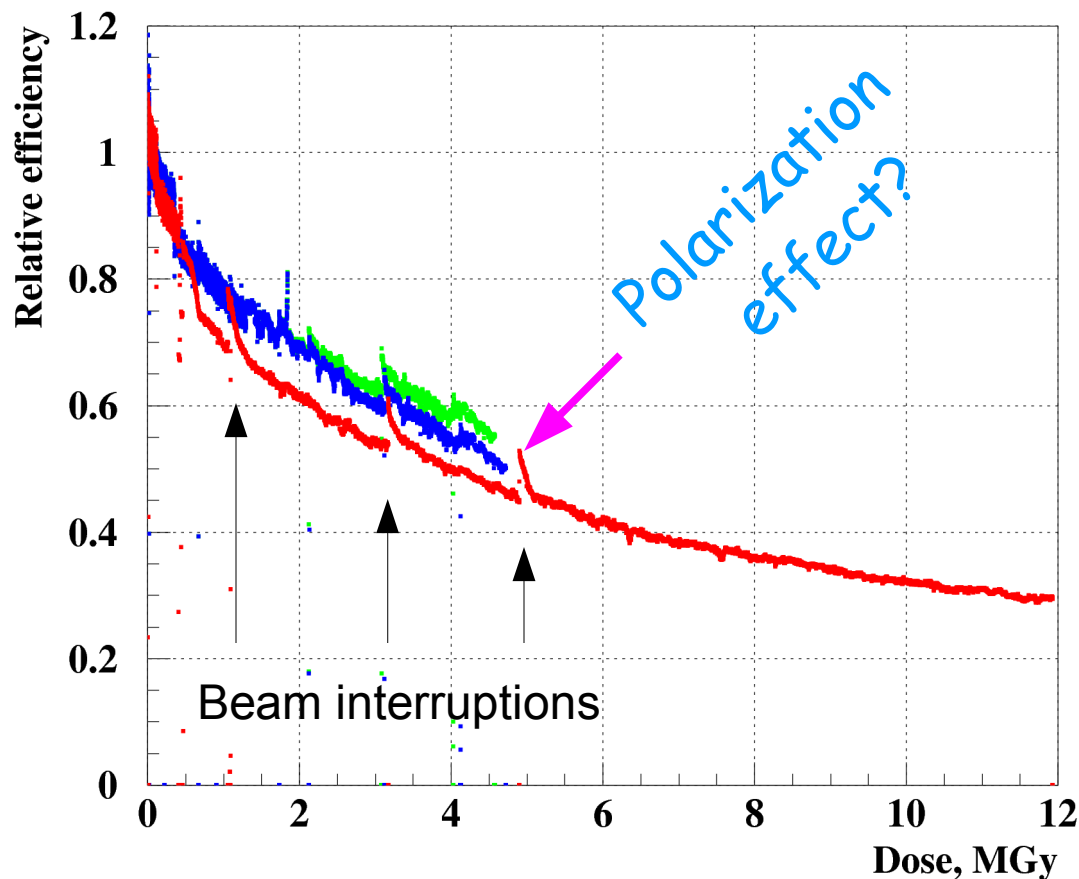 Relative efficiency
1.2
1
0.8
0.6
0.4
0.2
0
Polarization
effect?
Beam interruptions
0
2
4
6
8
10
12
Dose, MGy